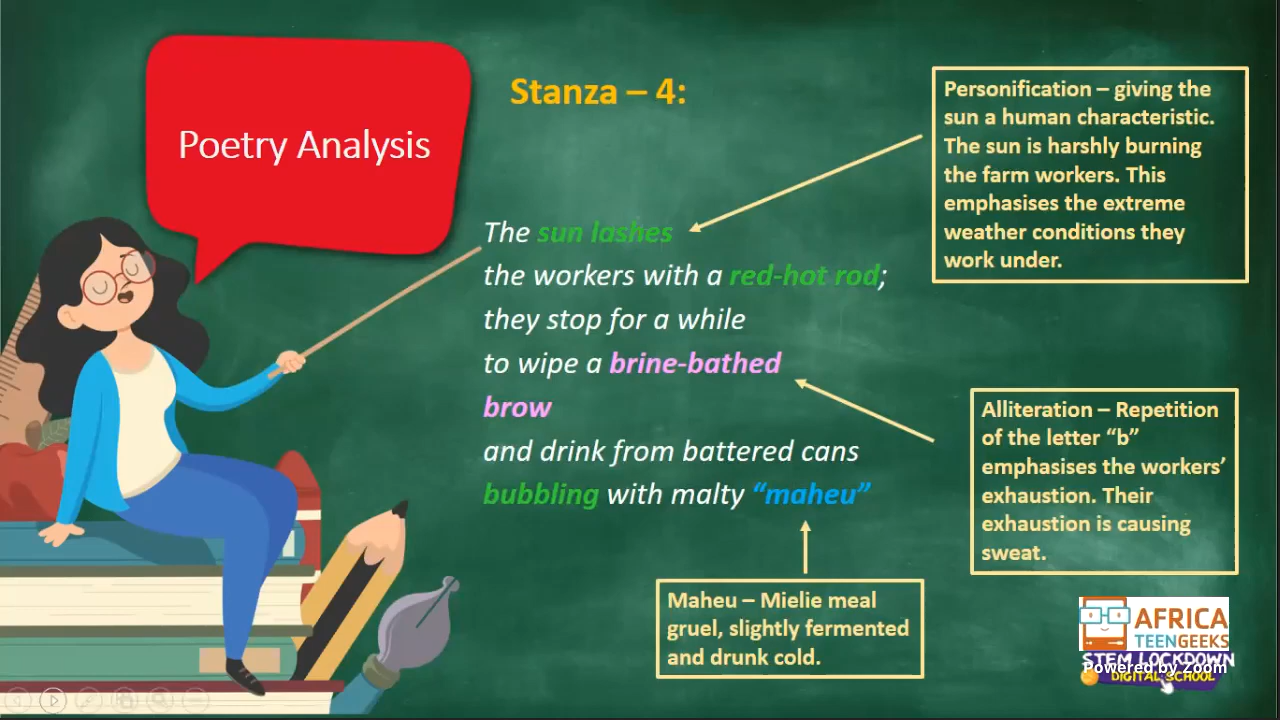 Poetry Analysis
Stanza – 4:
The sun lashes
the workers with a red-hot rod;
they stop for a while
to wipe a brine-bathed
brow
and drink from battered cans
bubbling with malty “maheu”
Personification – giving the
sun a human characteristic.
The sun is harshly burning
the farm workers. This
emphasises the extreme
weather conditions they
work under.
Alliteration – Repetition
of the letter “b”
emphasises the workers’
exhaustion. Their
exhaustion is causing
sweat.
Maheu – Mielie meal
gruel, slightly fermented
and drunk cold.
AFRICA
TEENGEEKS
STEM LOCKDOWN
Powered by Zoom
DIGITAL SCHOOL